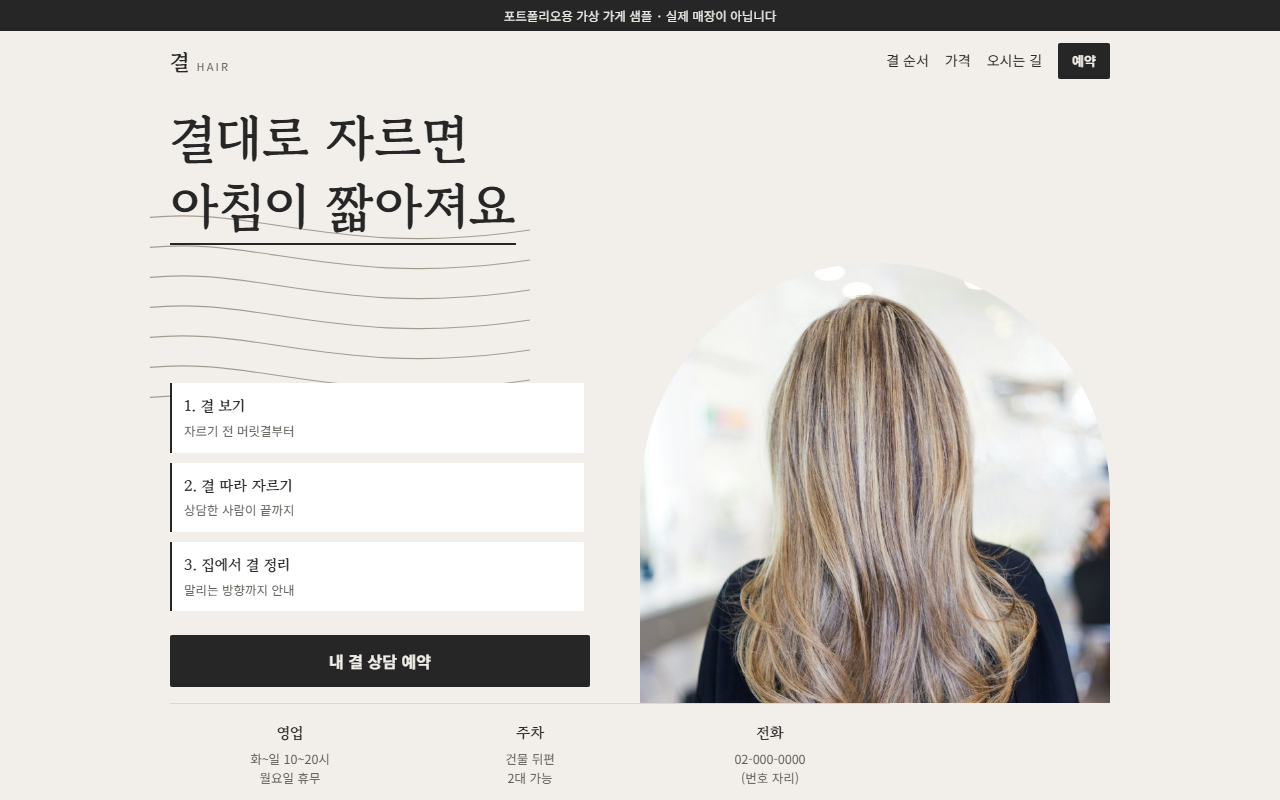 포트폴리오용 가상 가게 샘플 · 실제 매장이 아닙니다
결 HAIR
결 순서
가격
오시는 길
예약
결대로 자르면
아침이 짧아져요
1. 결 보기
자르기 전 머릿결부터
2. 결 따라 자르기
상담한 사람이 끝까지
3. 집에서 결 정리
말리는 방향까지 안내
내 결 상담 예약
영업
화~일 10~20시
월요일 휴무
주차
건물 뒤편
2대 가능
전화
02-000-0000
(번호 자리)